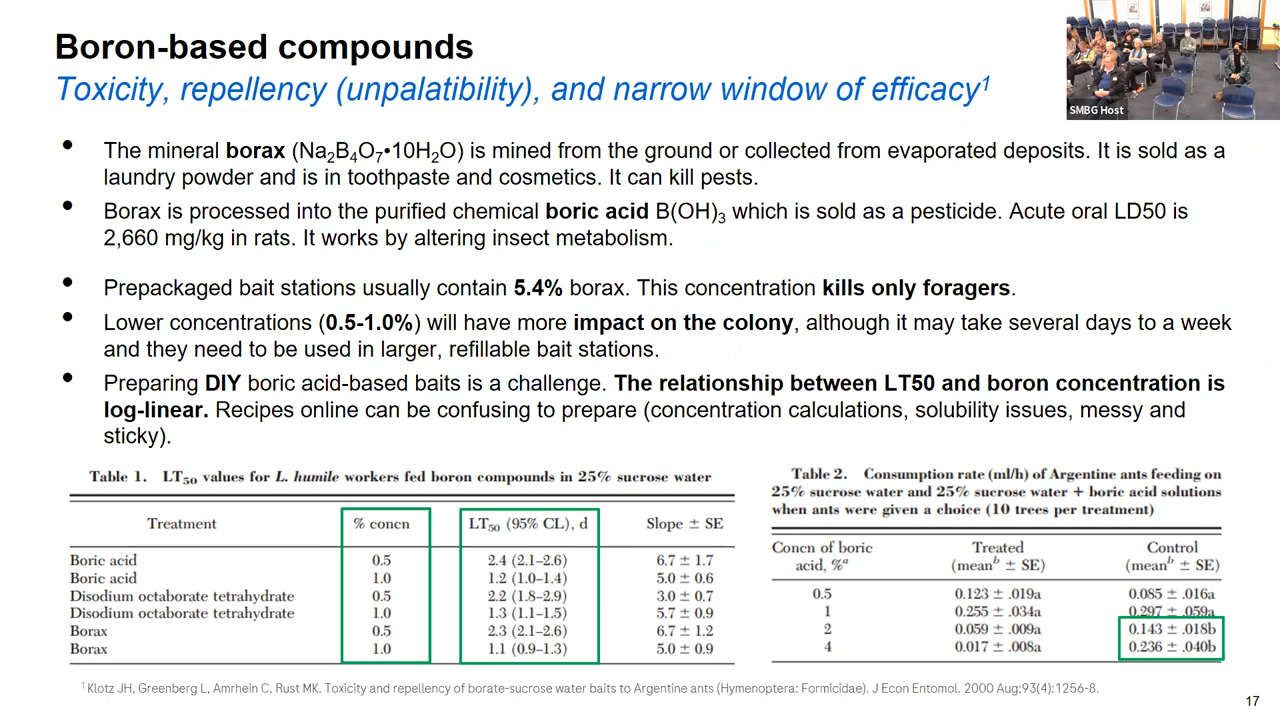 Boron-based compounds
Toxicity, repellency (unpalatibility), and narrow window of efficacy¹
SMBG Host
• The mineral borax (Na₂B₄O₇•10H₂O) is mined from the ground or collected from evaporated deposits. It is sold as a
laundry powder and is in toothpaste and cosmetics. It can kill pests.
• Borax is processed into the purified chemical boric acid B(OH)₃ which is sold as a pesticide. Acute oral LD50 is
2,660 mg/kg in rats. It works by altering insect metabolism.
• Prepackaged bait stations usually contain 5.4% borax. This concentration kills only foragers.
• Lower concentrations (0.5-1.0%) will have more impact on the colony, although it may take several days to a week
and they need to be used in larger, refillable bait stations.
• Preparing DIY boric acid-based baits is a challenge. The relationship between LT50 and boron concentration is
log-linear. Recipes online can be confusing to prepare (concentration calculations, solubility issues, messy and
sticky).
Table 1. LT₅₀ values for L. humile workers fed boron compounds in 25% sucrose water
Treatment % concn LT₅₀ (95% CL), d Slope ± SE
Boric acid 0.5 2.4 (2.1–2.6) 6.7 ± 1.7
Boric acid 1.0 1.2 (1.0–1.4) 5.0 ± 0.6
Disodium octaborate tetrahydrate 0.5 2.2 (1.8–2.9) 3.0 ± 0.7
Disodium octaborate tetrahydrate 1.0 1.3 (1.1–1.5) 5.7 ± 0.9
Borax 0.5 2.3 (2.1–2.6) 6.7 ± 1.2
Borax 1.0 1.1 (0.9–1.3) 5.0 ± 0.9
Table 2. Consumption rate (ml/h) of Argentine ants feeding on
25% sucrose water and 25% sucrose water + boric acid solutions
when ants were given a choice (10 trees per treatment)
Concn of boric Treated Control
acid, %ᵃ (meanᵇ ± SE) (meanᵇ ± SE)
0.5 0.123 ± .019a 0.085 ± .016a
1 0.255 ± .034a 0.297 ± .059a
2 0.059 ± .009a 0.143 ± .018b
4 0.017 ± .008a 0.236 ± .040b
¹ Klotz JH, Greenberg L, Amrhein C, Rust MK. Toxicity and repellency of borate-sucrose water baits to Argentine ants (Hymenoptera: Formicidae). J Econ Entomol. 2000 Aug;93(4):1256-8.
17